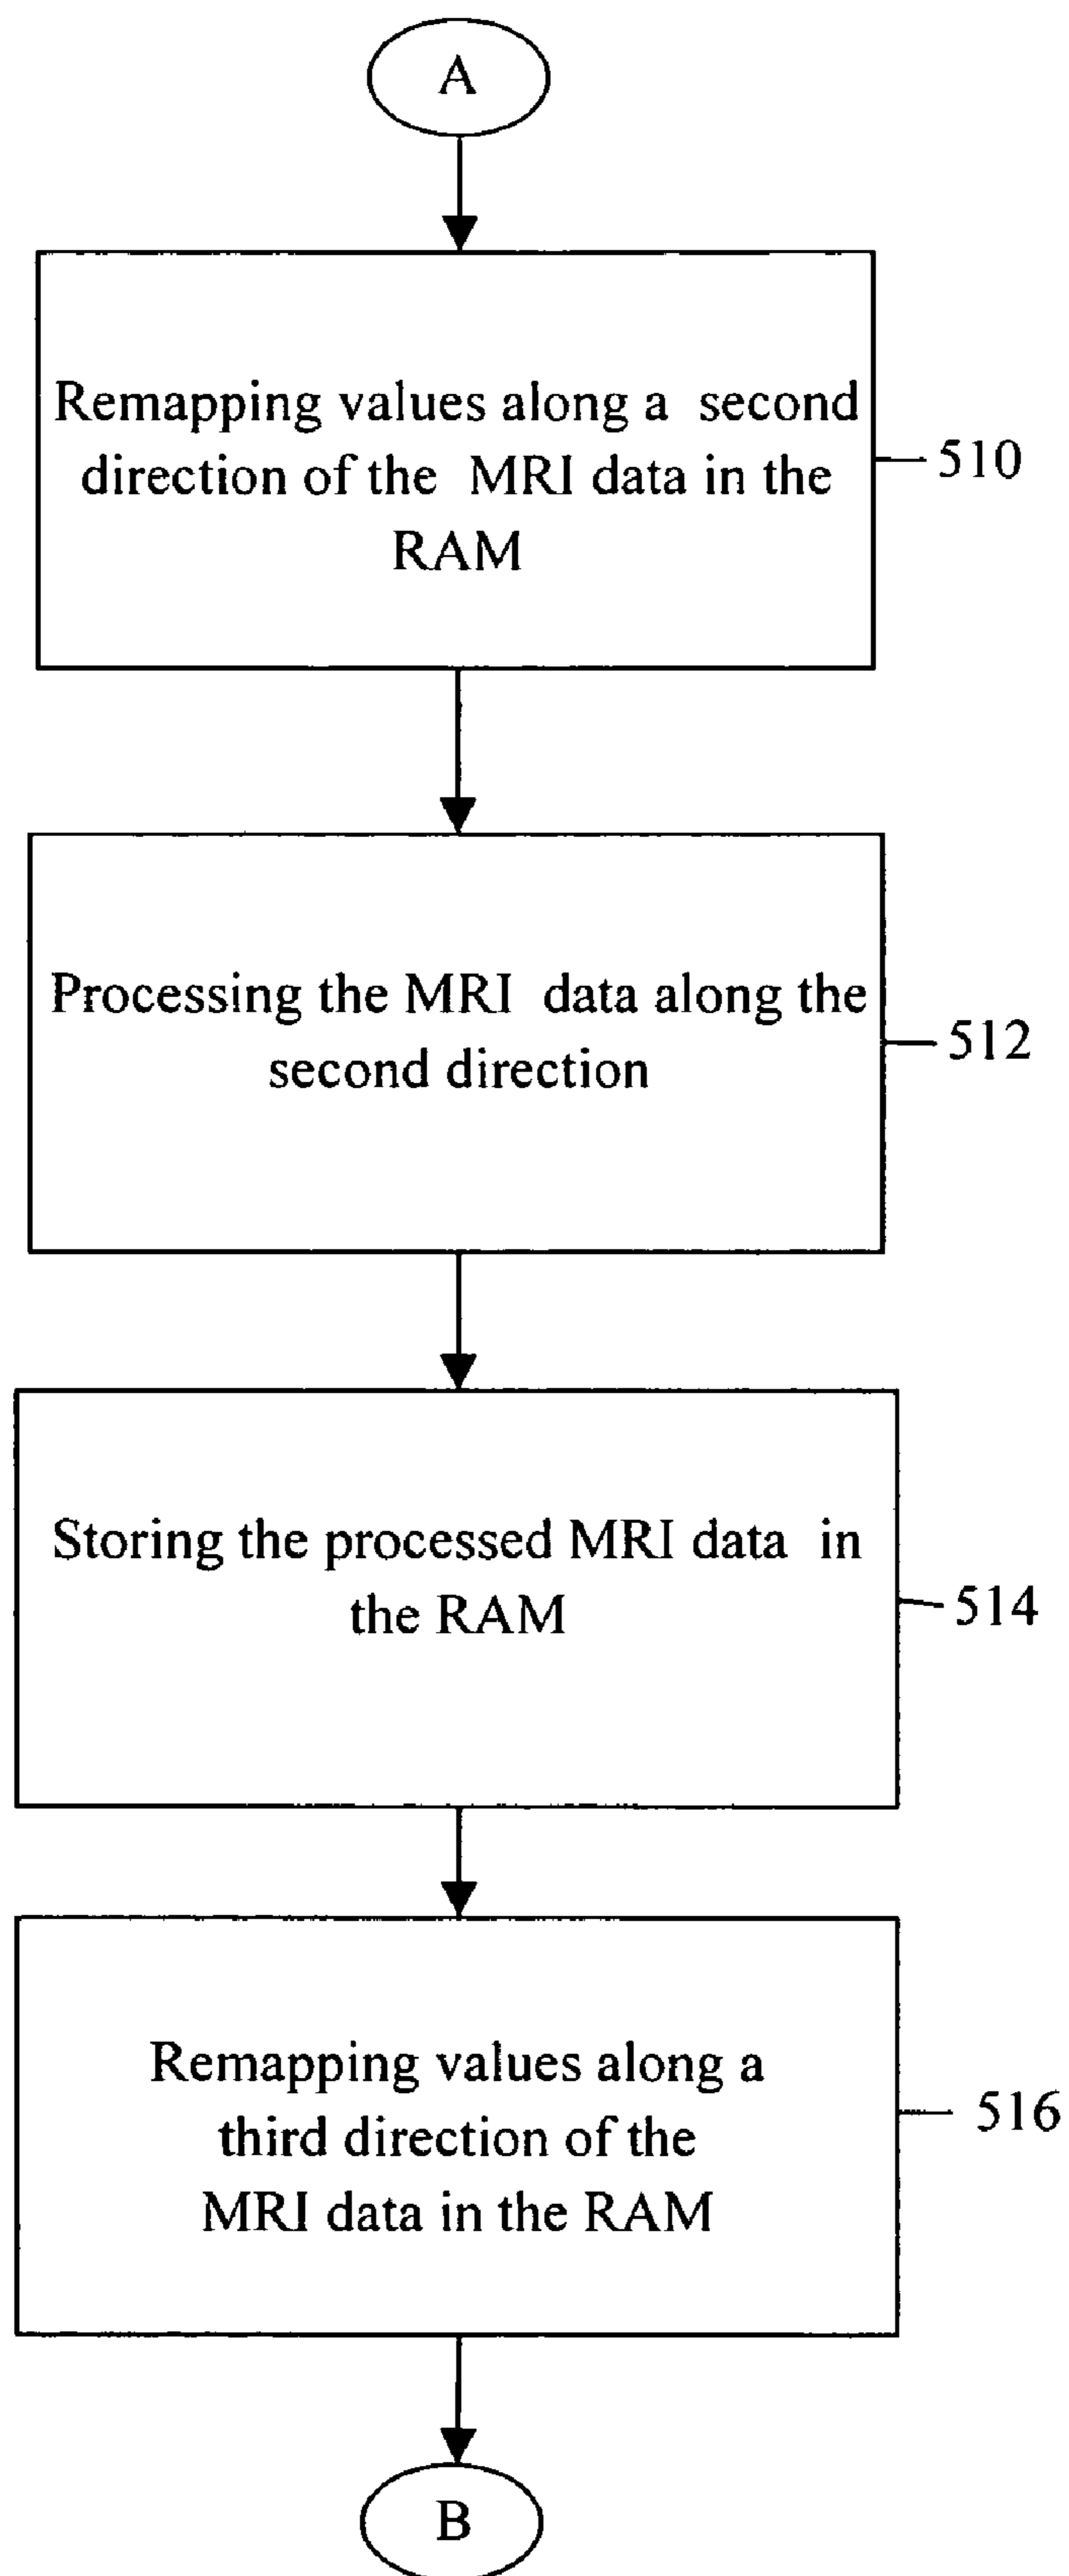 A
Remapping values along a second
direction of the MRI data in the
RAM
510
Processing the MRI data along the
second direction
512
Storing the processed MRI data in
the RAM
514
Remapping values along a
third direction of the
MRI data in the RAM
516
B